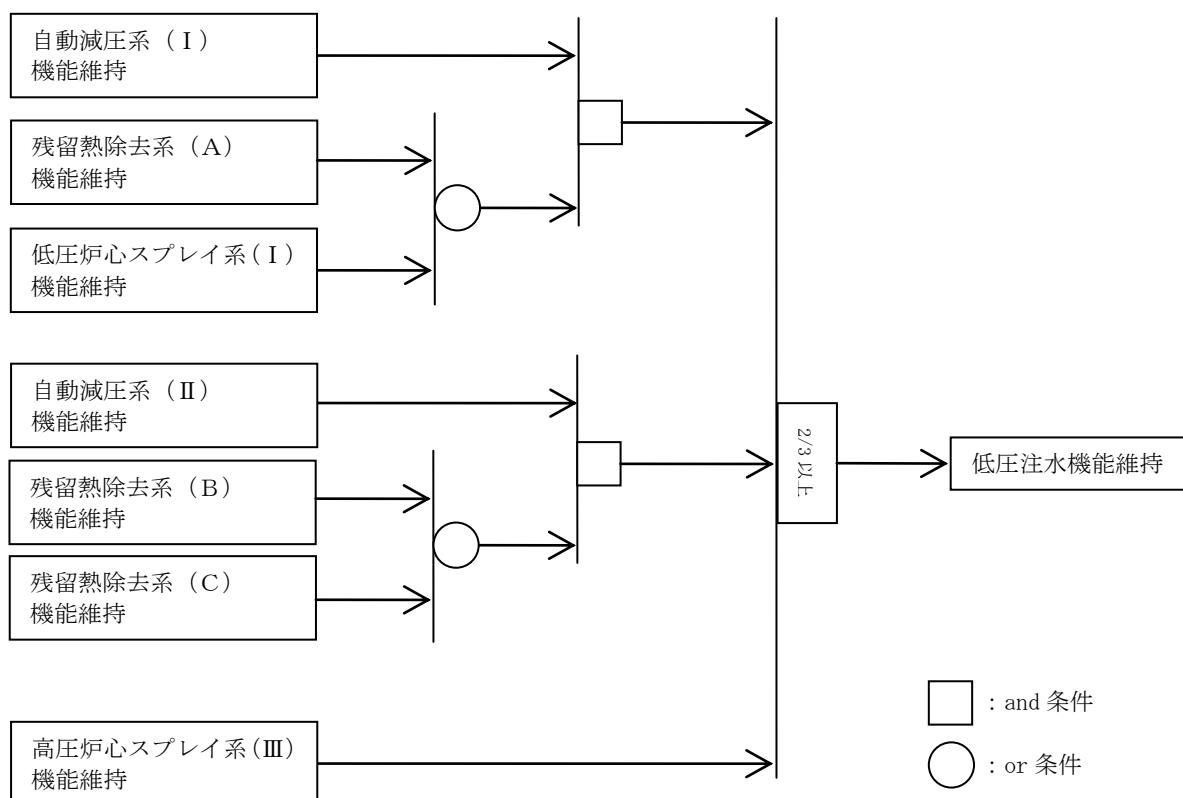 自動減圧系（Ⅰ）
機能維持
残留熱除去系（Ａ）
機能維持
低圧炉心スプレイ系（Ⅰ）
機能維持
自動減圧系（Ⅱ）
機能維持
残留熱除去系（Ｂ）
機能維持
残留熱除去系（Ｃ）
機能維持
高圧炉心スプレイ系（Ⅲ）
機能維持
2/3以上
低圧注水機能維持
：and 条件
：or 条件